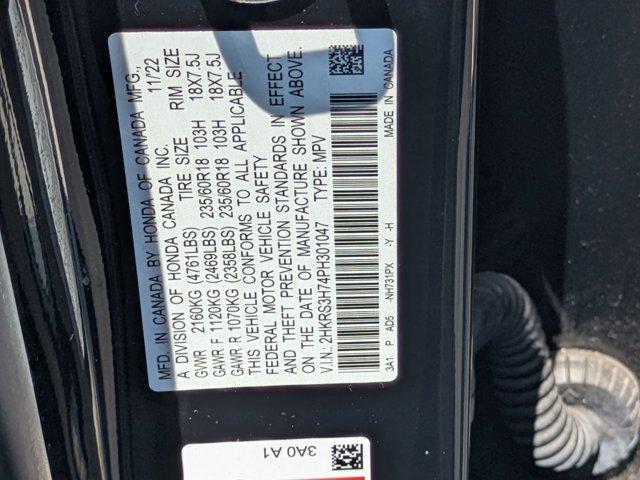 MFD. IN CANADA BY HONDA OF CANADA MFG.,
A DIVISION OF HONDA CANADA INC. 11/22
TIRE SIZE RIM SIZE
GVWR 2160KG (4761LBS)
GAWR F 1120KG (2469LBS) 235/60R18 103H 18X7.5J
GAWR R 1070KG (2358LBS) 235/60R18 103H 18X7.5J
THIS VEHICLE CONFORMS TO ALL APPLICABLE
FEDERAL MOTOR VEHICLE SAFETY
AND THEFT PREVENTION STANDARDS IN EFFECT
ON THE DATE OF MANUFACTURE SHOWN ABOVE.
V.I.N.: 2HKRS3H74PH301047 TYPE: MPV
3A1 P AD5 -NH731PX -Y -H MADE IN CANADA
3A0 A1